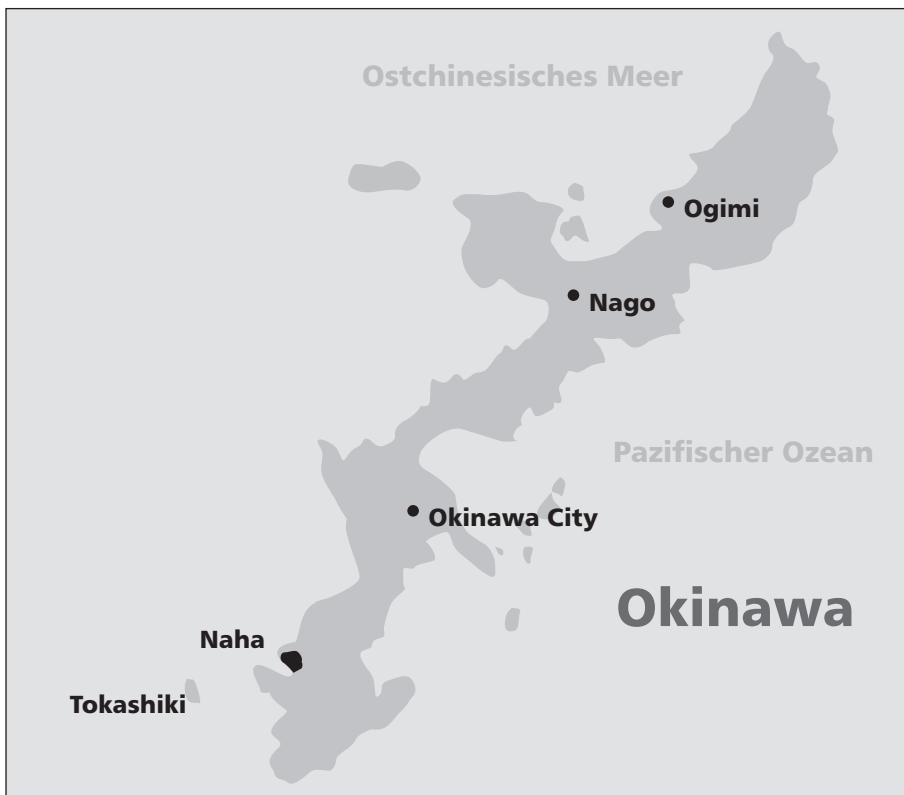 Ostchinesisches Meer
Ogimi
Nago
Pazifischer Ozean
Okinawa City
Okinawa
Naha
Tokashiki